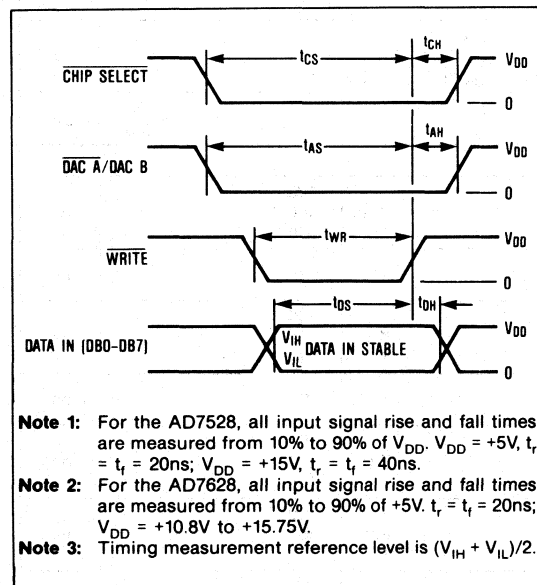 tCS
tCH
VDD
CHIP SELECT
0
tAS
tAH
VDD
DAC A/DAC B
0
tWR
VDD
WRITE
0
tDS
tDH
VDD
DATA IN (DB0–DB7)
VIH
VIL
DATA IN STABLE
0
Note 1: For the AD7528, all input signal rise and fall times
are measured from 10% to 90% of VDD. VDD = +5V, tr
= tf = 20ns; VDD = +15V, tr = tf = 40ns.
Note 2: For the AD7628, all input signal rise and fall times
are measured from 10% to 90% of +5V. tr = tf = 20ns;
VDD = +10.8V to +15.75V.
Note 3: Timing measurement reference level is (VIH + VIL)/2.